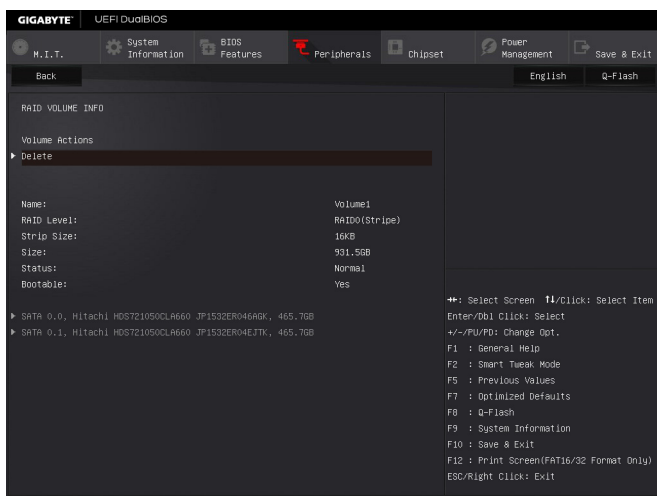 GIGABYTE™ UEFI DualBIOS
M.I.T.
System Information
BIOS Features
Peripherals
Chipset
Power Management
Save & Exit
Back
English
Q-Flash
RAID VOLUME INFO
Volume Actions
Delete
Name: Volume1
RAID Level: RAID0(Stripe)
Strip Size: 16KB
Size: 931.5GB
Status: Normal
Bootable: Yes
SATA 0.0, Hitachi HDS721050CLA660 JP1532ER046AGK, 465.7GB
SATA 0.1, Hitachi HDS721050CLA660 JP1532ER04EJTK, 465.7GB
→←: Select Screen ↑↓/Click: Select Item
Enter/Dbl Click: Select
+/-/PU/PD: Change Opt.
F1 : General Help
F2 : Smart Tweak Mode
F5 : Previous Values
F7 : Optimized Defaults
F8 : Q-Flash
F9 : System Information
F10 : Save & Exit
F12 : Print Screen(FAT16/32 Format Only)
ESC/Right Click: Exit